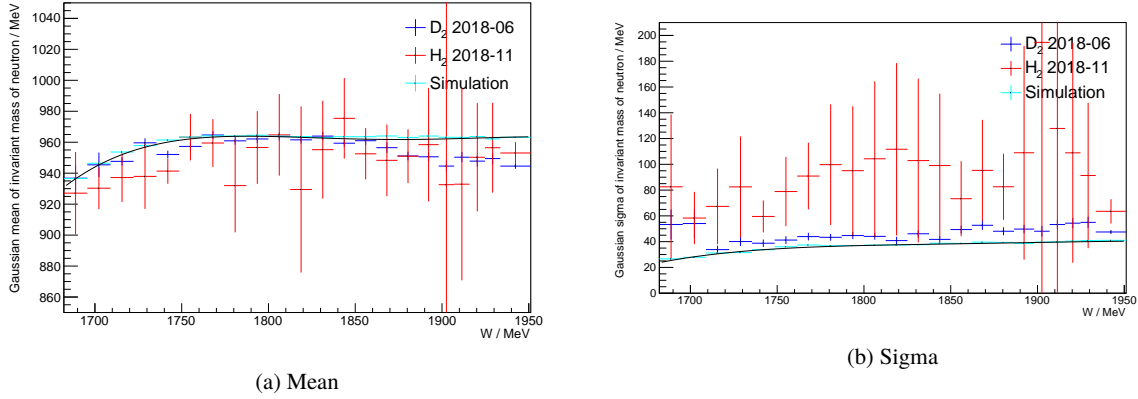 Gaussian mean of invariant mass of neutron / MeV
1040
1020
1000
980
960
940
920
900
880
860
1700
1750
1800
1850
1900
1950
W / MeV
D2 2018-06
H2 2018-11
Simulation
(a) Mean
Gaussian sigma of invariant mass of neutron / MeV
200
180
160
140
120
100
80
60
40
20
0
1700
1750
1800
1850
1900
1950
W / MeV
D2 2018-06
H2 2018-11
Simulation
(b) Sigma